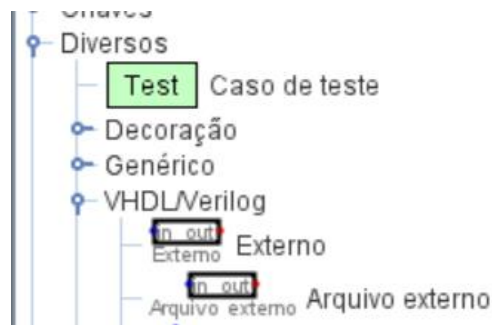 Chaves
Diversos
Test Caso de teste
Decoração
Genérico
VHDL/Verilog
in out
Externo Externo
in out
Arquivo externo Arquivo externo